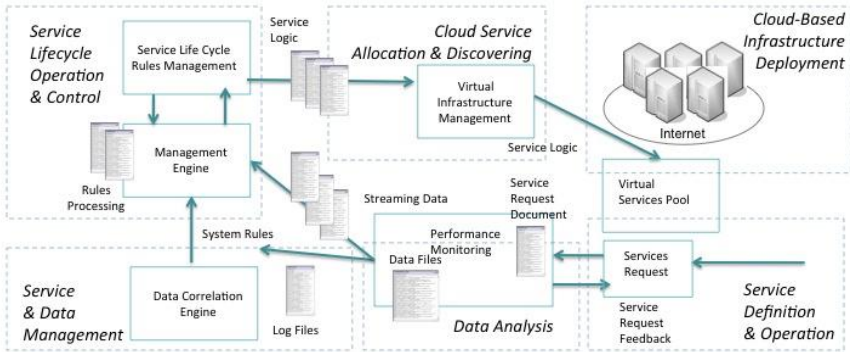 Service
Lifecycle
Operation
& Control
Service Life Cycle
Rules Management
Service
Logic
Cloud Service
Allocation & Discovering
Cloud-Based
Infrastructure
Deployment
Virtual
Infrastructure
Management
Internet
Management
Engine
Rules
Processing
Service Logic
Virtual
Services Pool
Streaming Data
Service
Request
Document
System Rules
Performance
Monitoring
Data Files
Services
Request
Service
& Data
Management
Data Correlation
Engine
Log Files
Data Analysis
Service
Request
Feedback
Service
Definition
& Operation